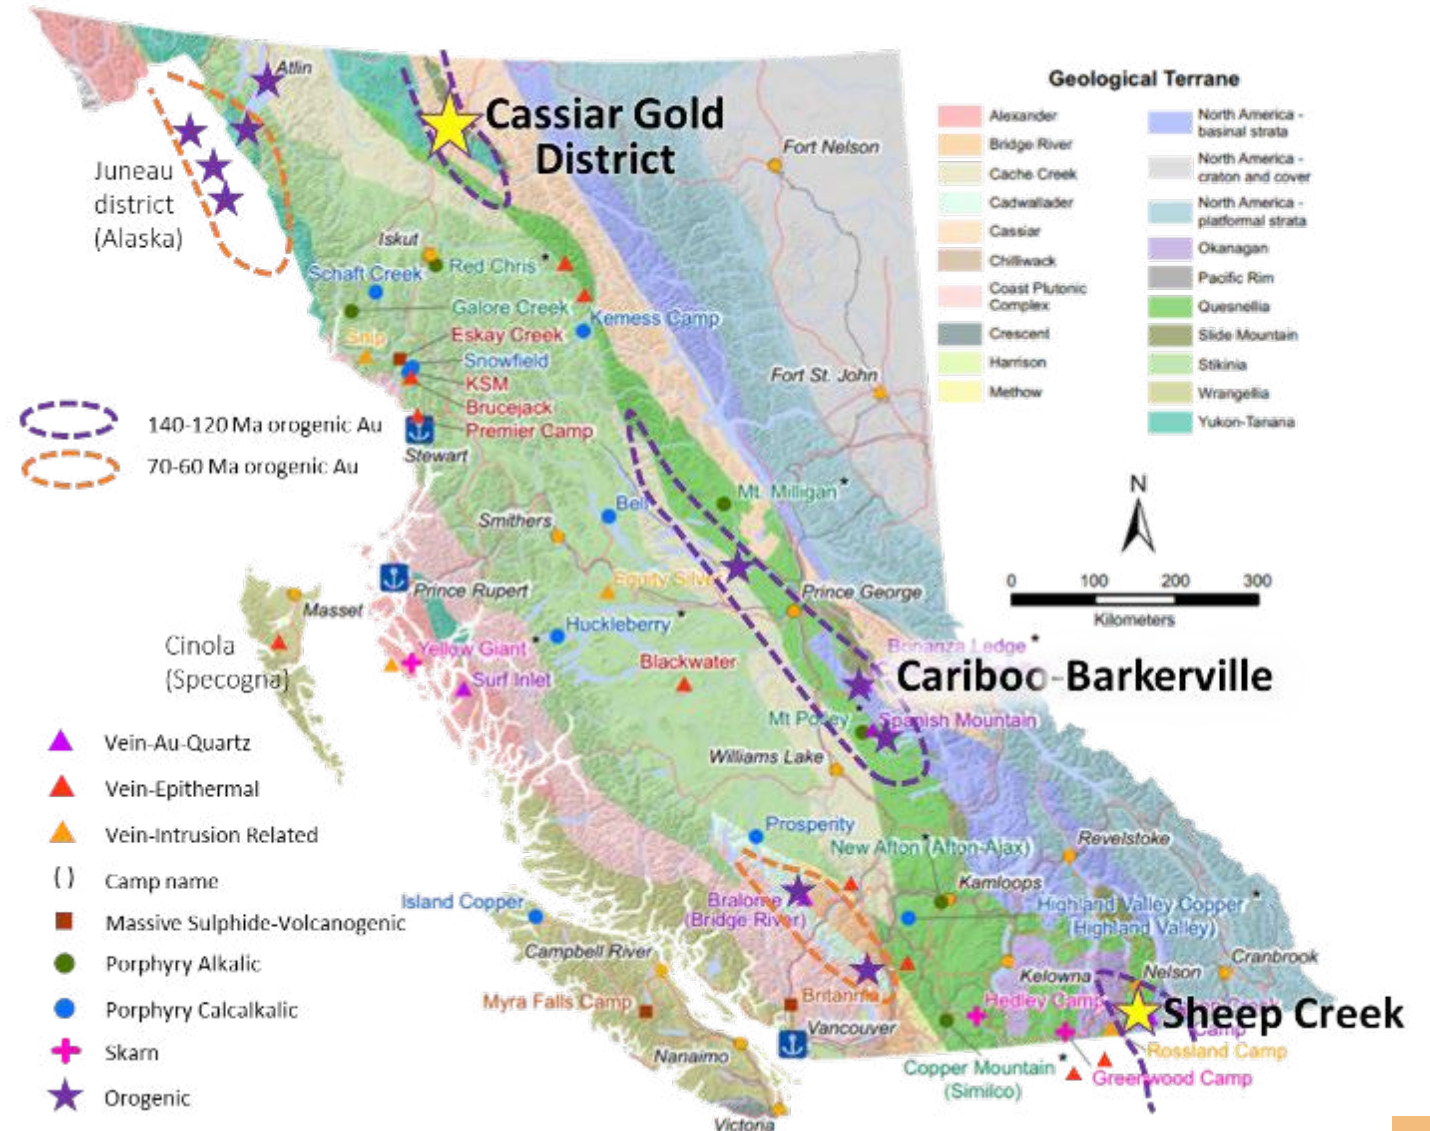 Atlin
Cassiar Gold
District
Fort Nelson
Juneau
district
(Alaska)
Iskut
Red Chris *
Schaft Creek
Galore Creek
Kemess Camp
Snip
Eskay Creek
Snowfield
KSM
Brucejack
Premier Camp
Stewart
Fort St. John
140-120 Ma orogenic Au
70-60 Ma orogenic Au
Mt. Milligan *
Bell
Smithers
Equity Silver
Prince George
Prince Rupert
Masset
Huckleberry *
Cinola
(Specogna)
Yellow Giant *
Surf Inlet
Blackwater
Bonanza Ledge *
Cariboo-Barkerville
Mt Polley *
Spanish Mountain
Williams Lake
Prosperity
New Afton (Afton-Ajax) *
Revelstoke
Kamloops
Bralorne
(Bridge River)
Highland Valley Copper *
(Highland Valley)
Island Copper
Campbell River
Cranbrook
Kelowna
Nelson
Myra Falls Camp
Britannia
Hedley Camp
Sheep Creek
Camp
Vancouver
Rossland Camp
Nanaimo
Copper Mountain *
(Similco)
Greenwood Camp
Victoria
Geological Terrane
Alexander
Bridge River
Cache Creek
Cadwallader
Cassiar
Chilliwack
Coast Plutonic
Complex
Crescent
Harrison
Methow
North America -
basinal strata
North America -
craton and cover
North America -
platformal strata
Okanagan
Pacific Rim
Quesnellia
Slide Mountain
Stikinia
Wrangellia
Yukon-Tanana
N
0 100 200 300
Kilometers
Vein-Au-Quartz
Vein-Epithermal
Vein-Intrusion Related
( ) Camp name
Massive Sulphide-Volcanogenic
Porphyry Alkalic
Porphyry Calcalkalic
Skarn
Orogenic